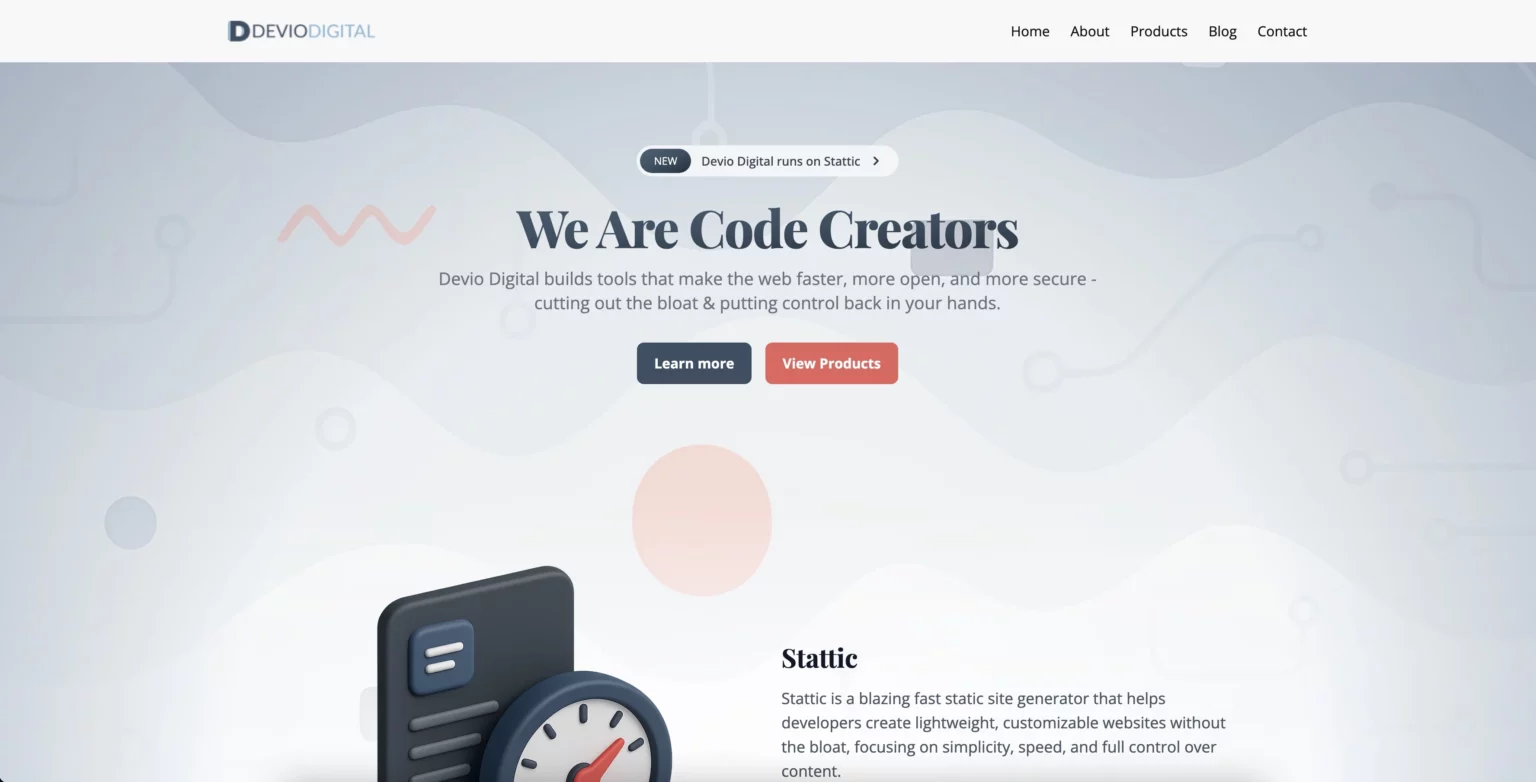 DEVIODIGITAL
Home About Products Blog Contact
NEW Devio Digital runs on Stattic
We Are Code Creators
Devio Digital builds tools that make the web faster, more open, and more secure -
cutting out the bloat & putting control back in your hands.
Learn more View Products
Stattic
Stattic is a blazing fast static site generator that helps
developers create lightweight, customizable websites without
the bloat, focusing on simplicity, speed, and full control over
content.